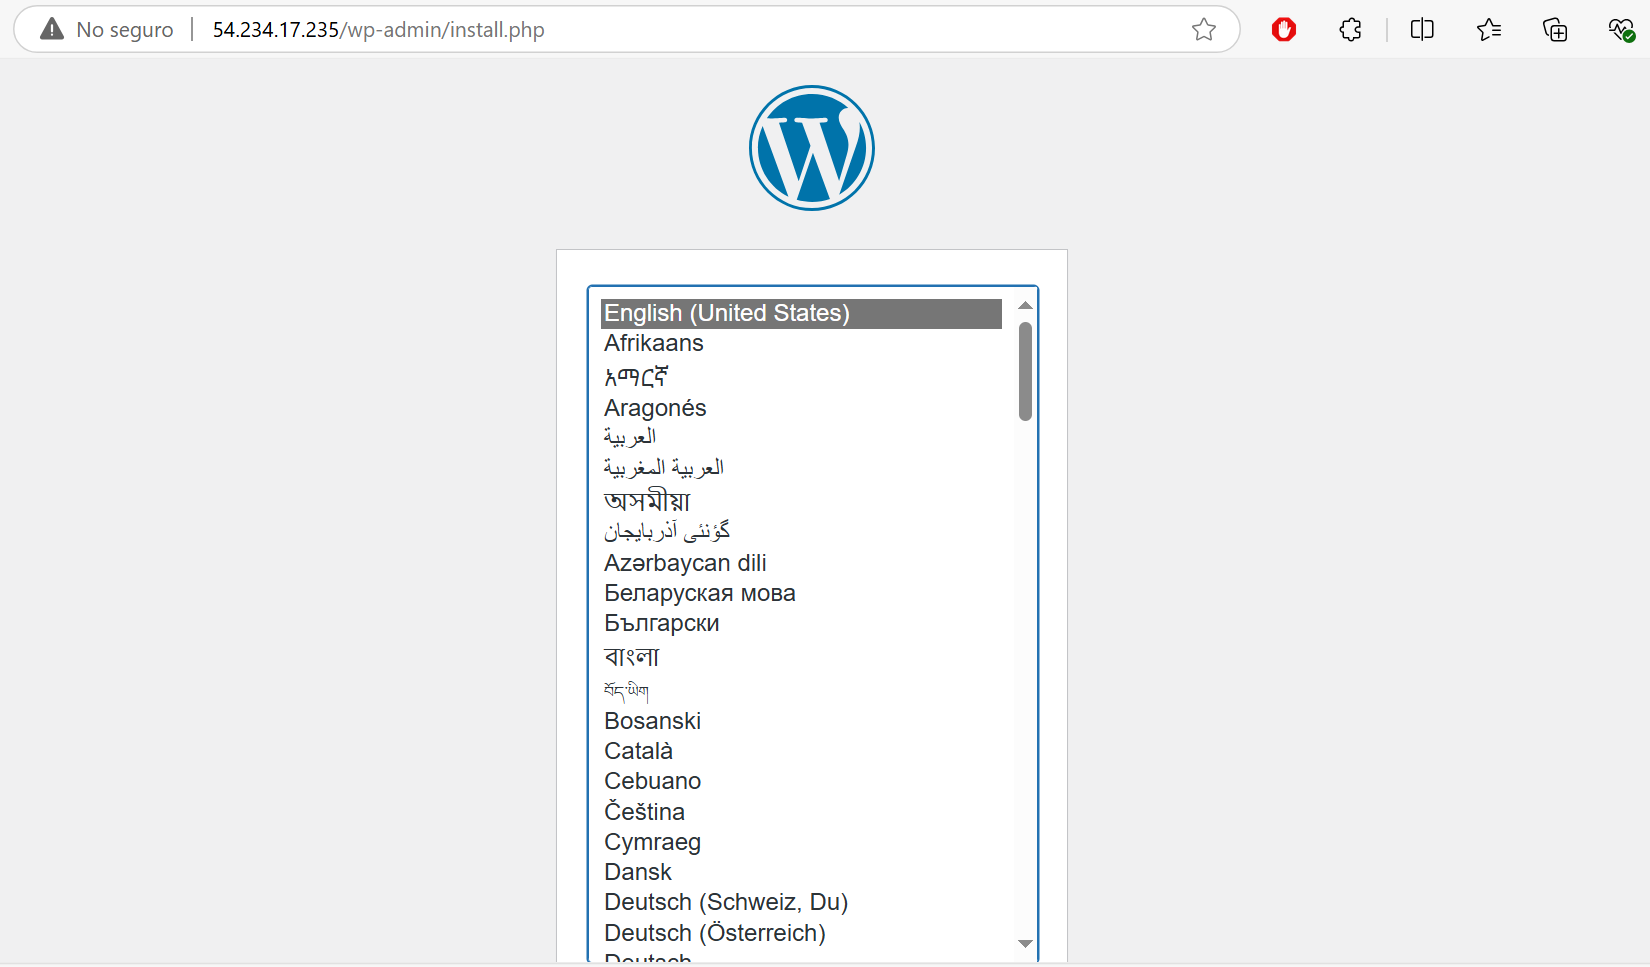 No seguro
54.234.17.235/wp-admin/install.php
English (United States)
Afrikaans
አማርኛ
Aragonés
العربية
العربية المغربية
অসমীয়া
گؤنئی آذربایجان
Azərbaycan dili
Беларуская мова
Български
বাংলা
བོད་ཡིག
Bosanski
Català
Cebuano
Čeština
Cymraeg
Dansk
Deutsch (Schweiz, Du)
Deutsch (Österreich)
Deutsch